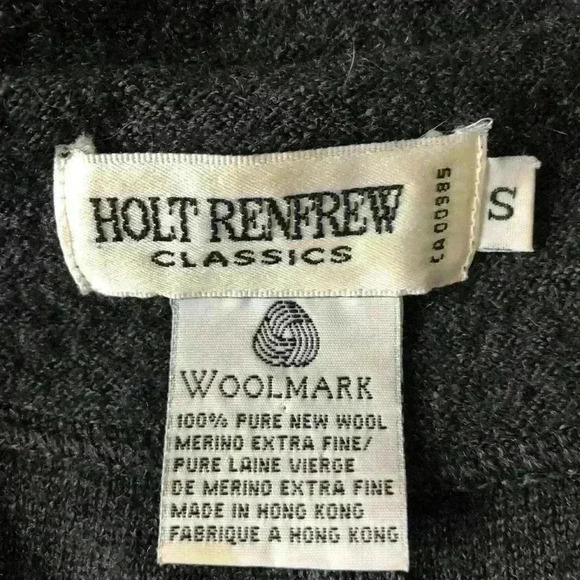 HOLT RENFREW
CLASSICS
CA00985
S
WOOLMARK
100% PURE NEW WOOL
MERINO EXTRA FINE/
PURE LAINE VIERGE
DE MERINO EXTRA FINE
MADE IN HONG KONG
FABRIQUE A HONG KONG